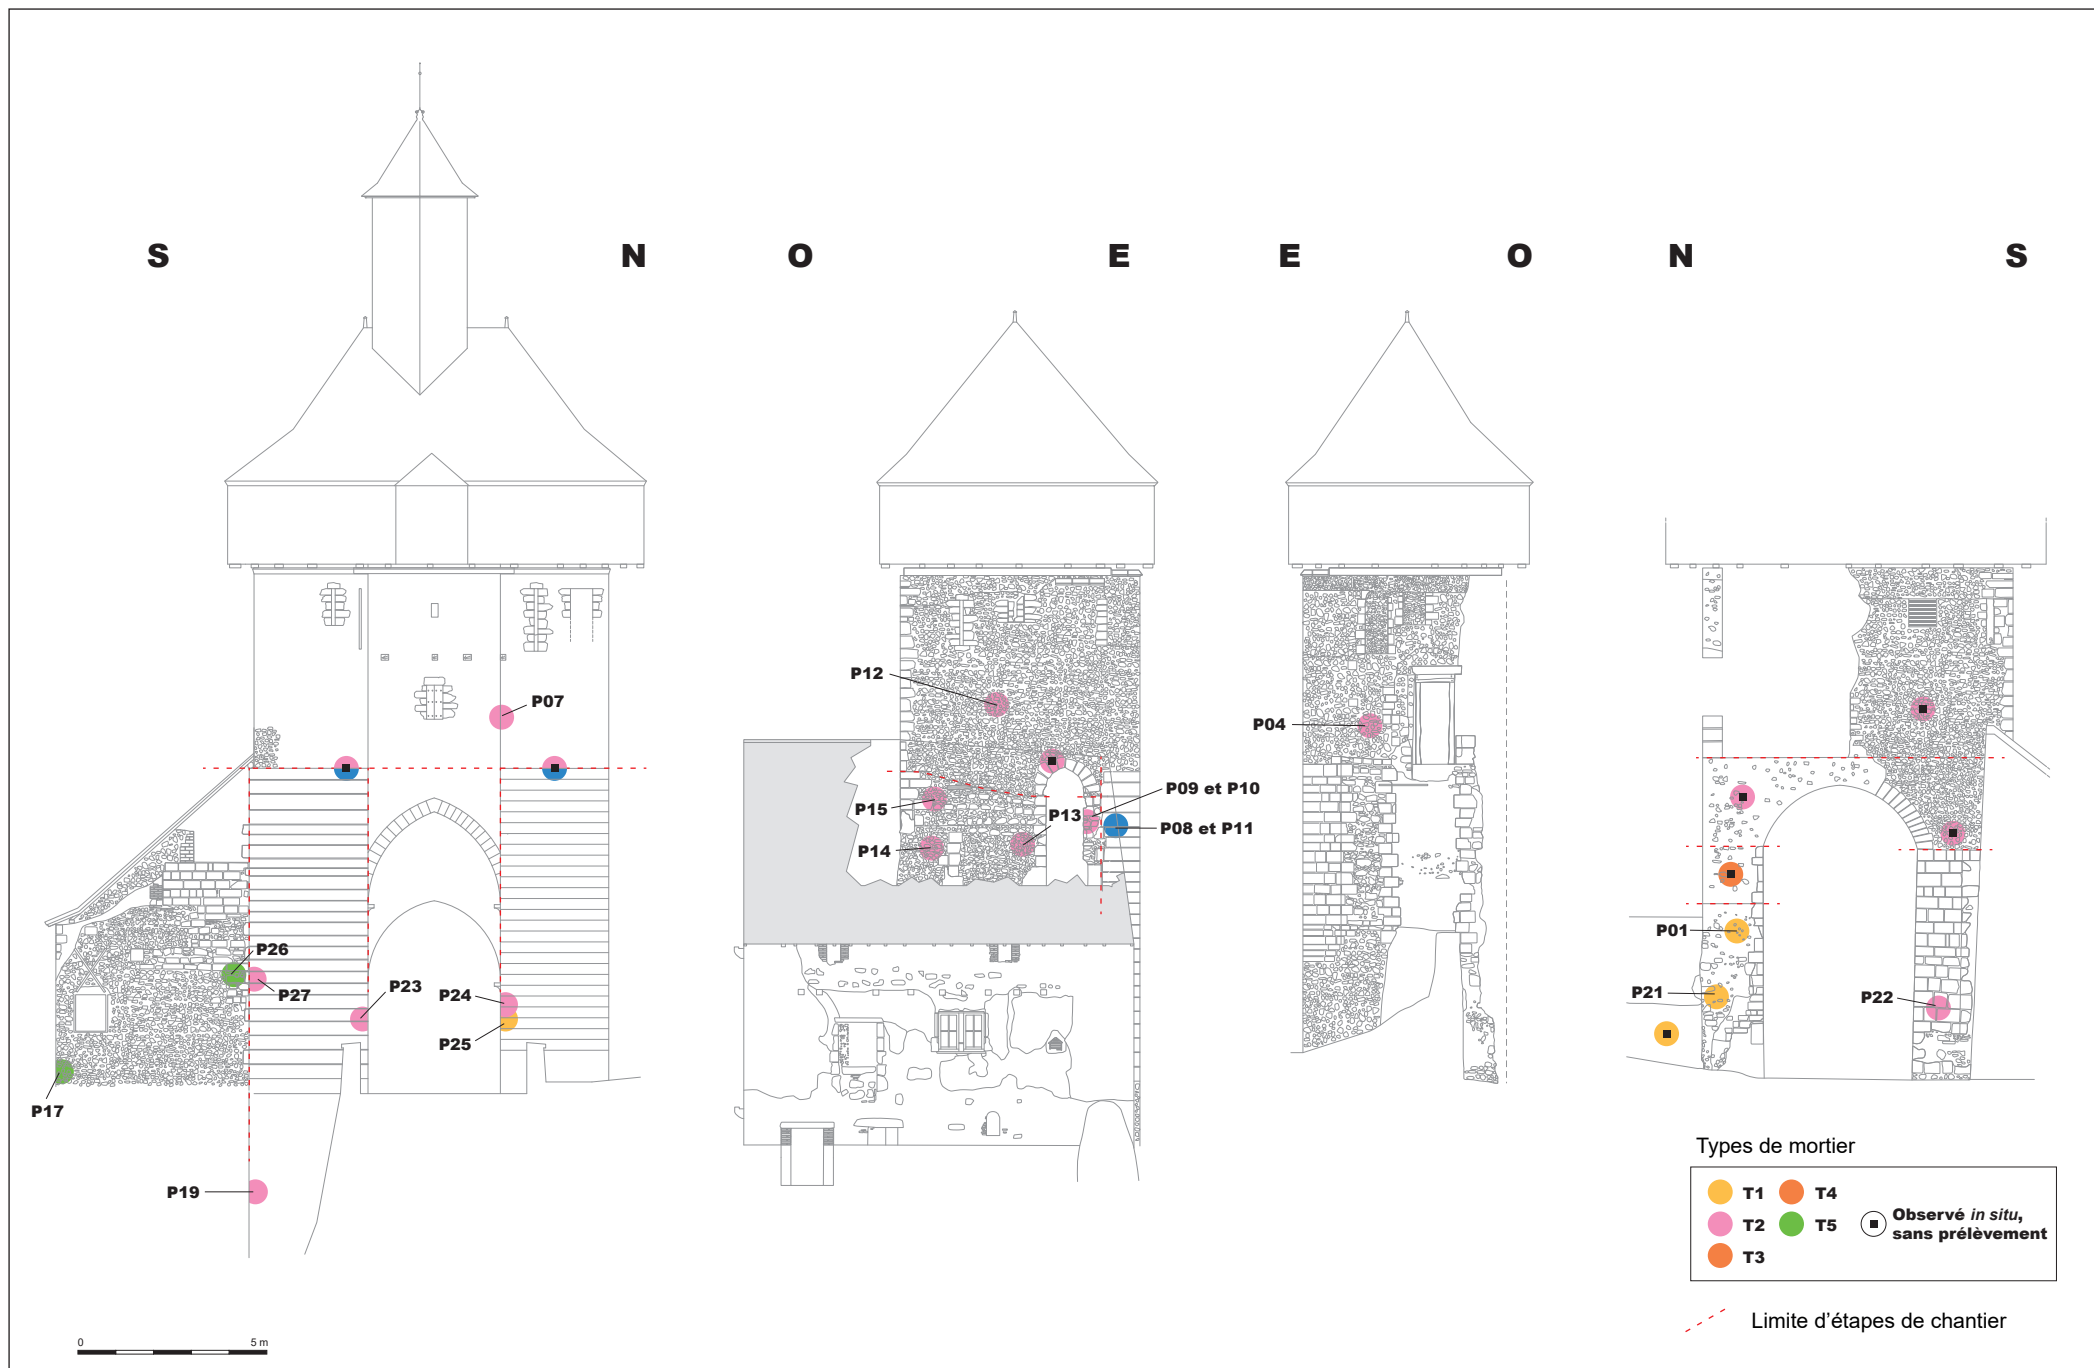 S N O E E O N S
P07
P12
P04
P09 et P10
P15
P13
P08 et P11
P14
P01
P26
P21
P27
P23
P24
P22
P25
P17
P19
Types de mortier
T1 T4
T2 T5
T3
Observé in situ,
sans prélèvement
Limite d'étapes de chantier
0 5 m